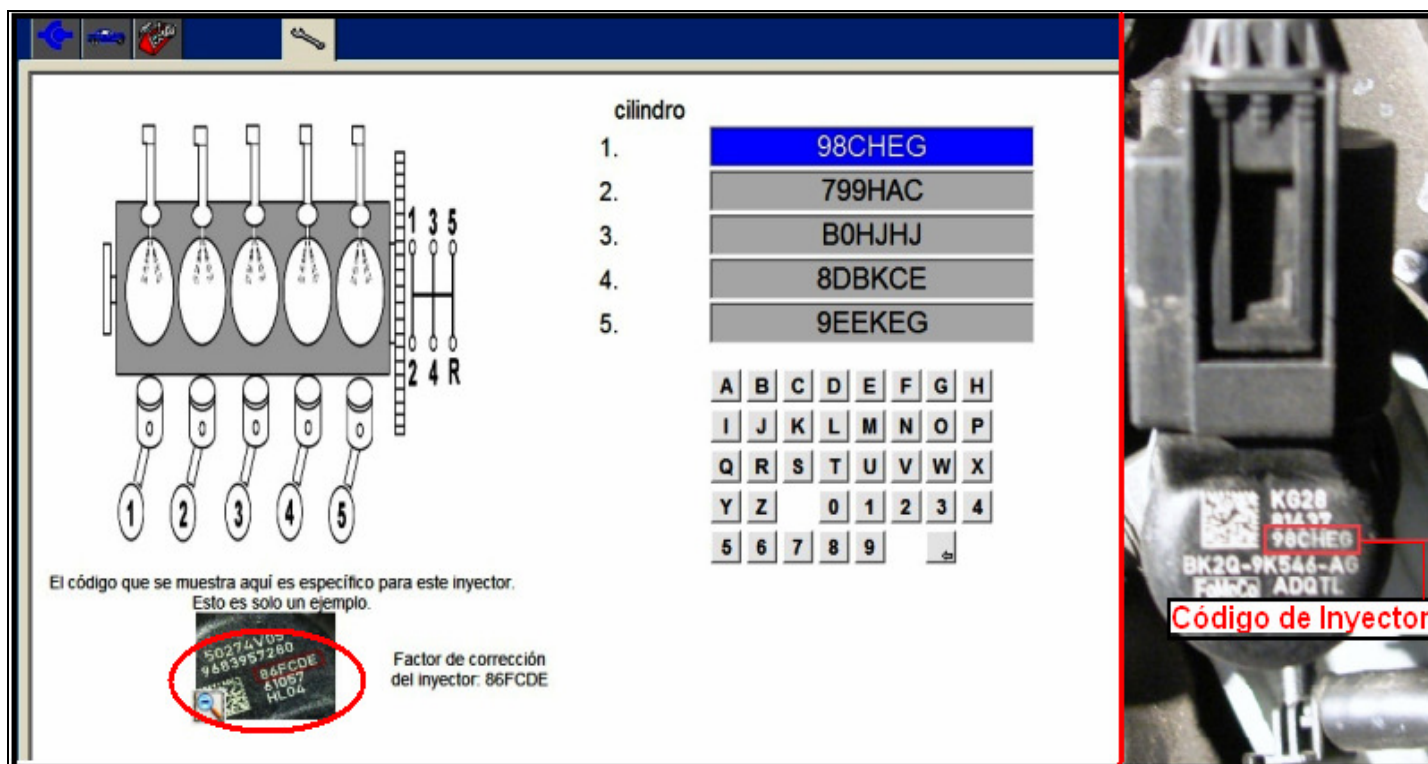 cilindro
1. 98CHEG
2. 799HAC
3. B0HJHJ
4. 8DBKCE
5. 9EEKEG
1 3 5
2 4 R
1 2 3 4 5
A B C D E F G H
I J K L M N O P
Q R S T U V W X
Y Z 0 1 2 3 4
5 6 7 8 9
El código que se muestra aquí es específico para este inyector.
Esto es solo un ejemplo.
50274V05
9683957280
86FCDE
61057
HL04
Factor de corrección
del inyector: 86FCDE
KG28
98CHEG
BK2Q-9K546-AG
FoMoCo ADQTL
Código de Inyector